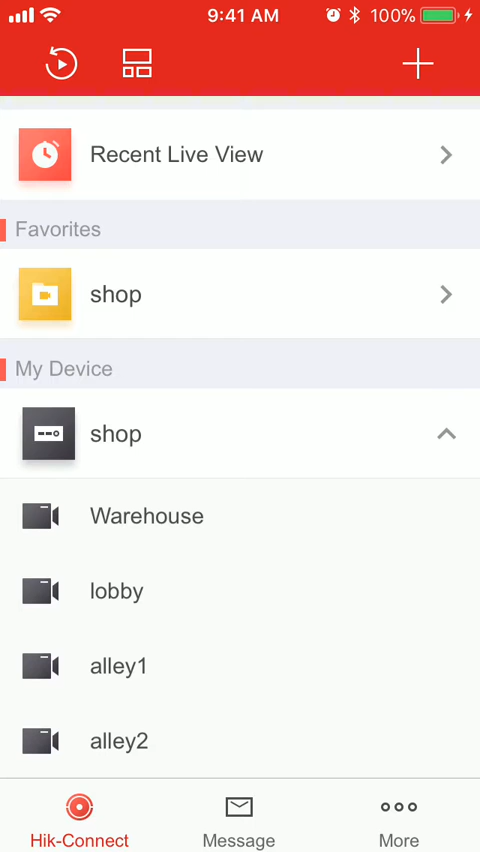 9:41 AM
100%
Recent Live View
Favorites
shop
My Device
shop
Warehouse
lobby
alley1
alley2
Hik-Connect
Message
More